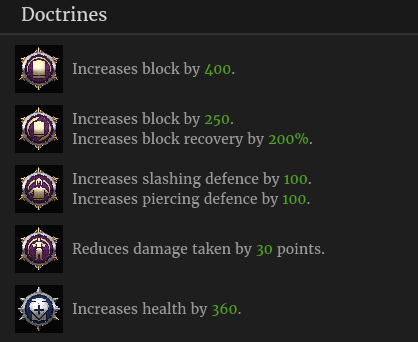 Doctrines
Increases block by 400.
Increases block by 250.
Increases block recovery by 200%.
Increases slashing defence by 100.
Increases piercing defence by 100.
Reduces damage taken by 30 points.
Increases health by 360.